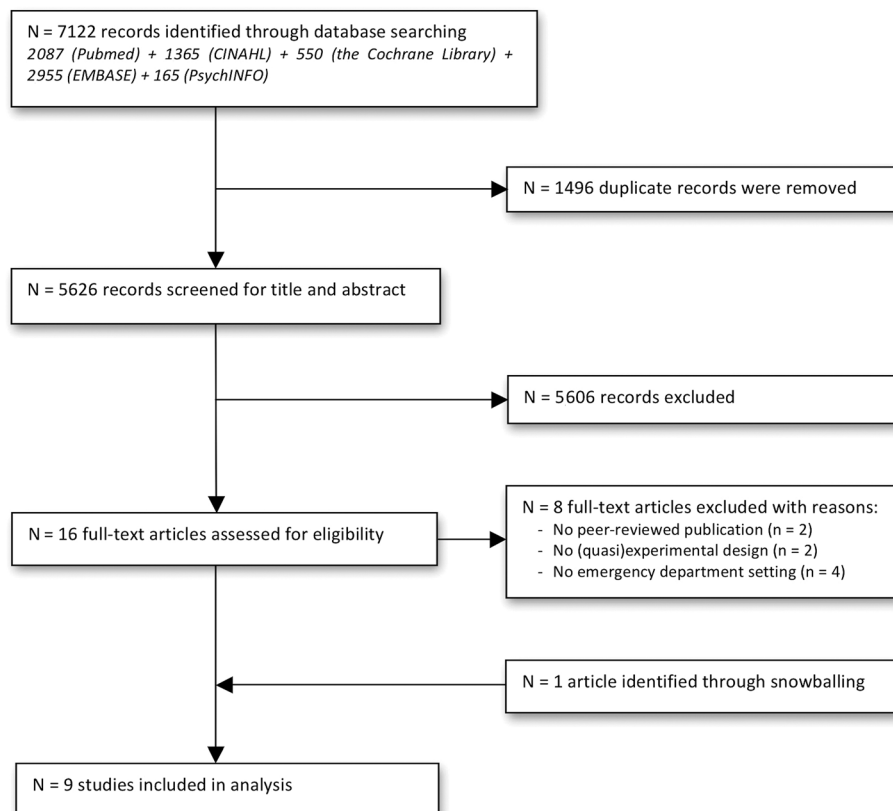 N = 7122 records identified through database searching
2087 (Pubmed) + 1365 (CINAHL) + 550 (the Cochrane Library) +
2955 (EMBASE) + 165 (PsychINFO)
N = 1496 duplicate records were removed
N = 5626 records screened for title and abstract
N = 5606 records excluded
N = 16 full-text articles assessed for eligibility
N = 8 full-text articles excluded with reasons:
- No peer-reviewed publication (n = 2)
- No (quasi)experimental design (n = 2)
- No emergency department setting (n = 4)
N = 1 article identified through snowballing
N = 9 studies included in analysis